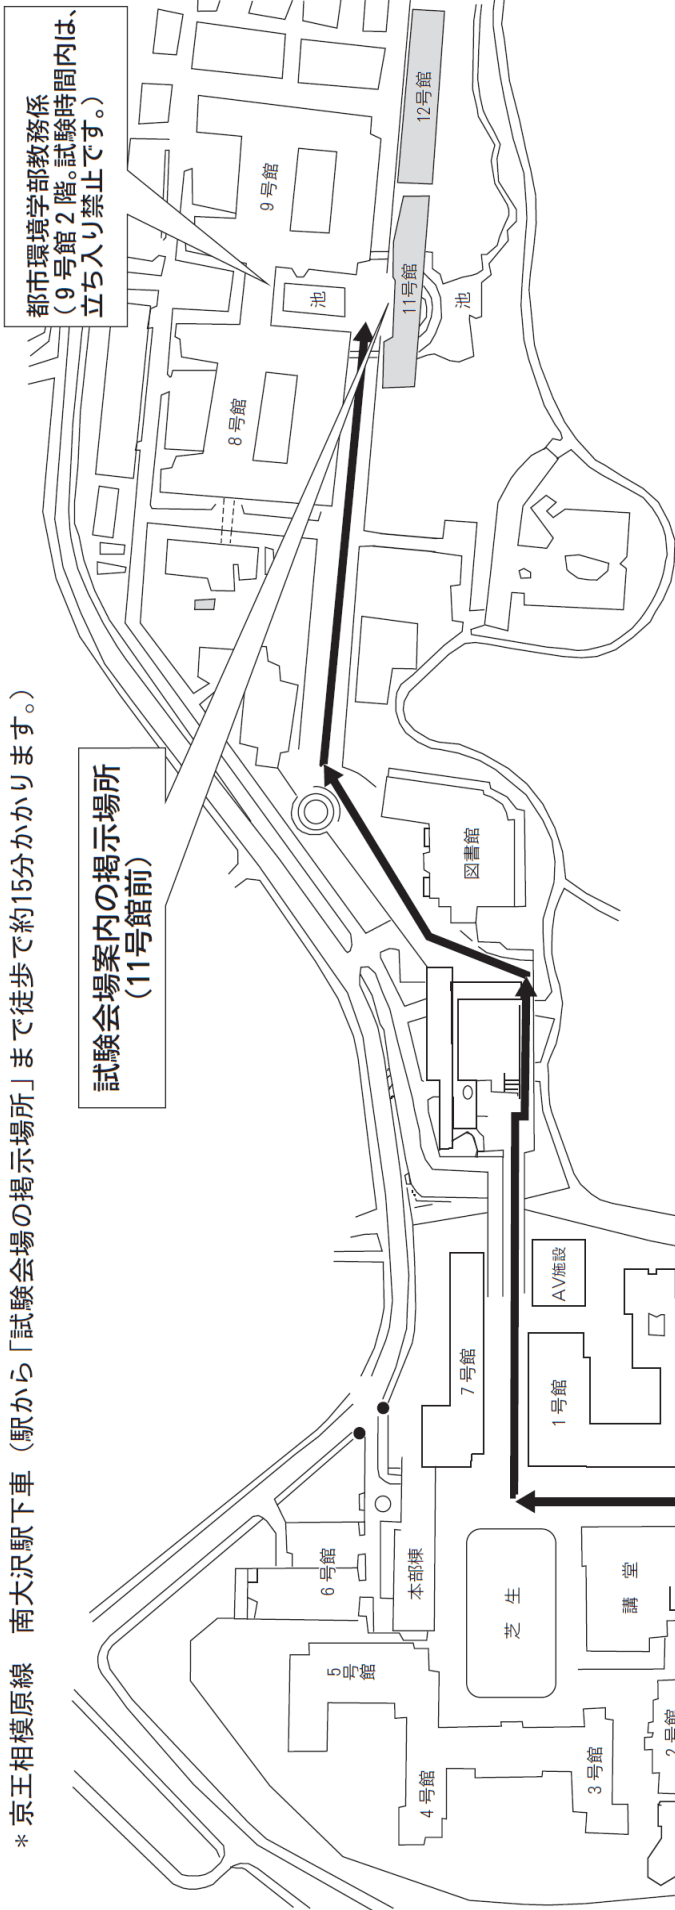 *京王相模原線　南大沢駅下車（駅から「試験会場の掲示場所」まで徒歩で約15分かかります。）
都市環境学部教務係
（9号館2階。試験時間内は、
立ち入り禁止です。）
試験会場案内の掲示場所
（11号館前）
12号館
9号館
11号館
池
池
8号館
図書館
AV施設
7号館
1号館
6号館
本部棟
芝　生
講　堂
5
号
館
4号館
3号館
2号館